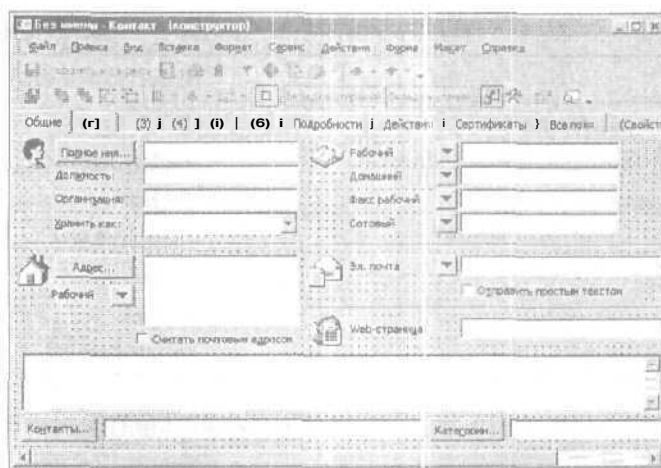 Без имени - Контакт (конструктор)
Файл Правка Вид Вставка Формат Сервис Действия Форма Макет Справка
Общие (г] (3) j (4) ] (i) | (6) i Подробности j Действия i Сертификаты } Все поля (Свойств
Полное имя... Рабочий
Должность: Домашний
Организация: Факс рабочий
Хранить как: Сотовый
Адрес... Эл. почта
Рабочий Отправить простым текстом
Считать почтовым адресом Web-страница
Контакты... Категории...